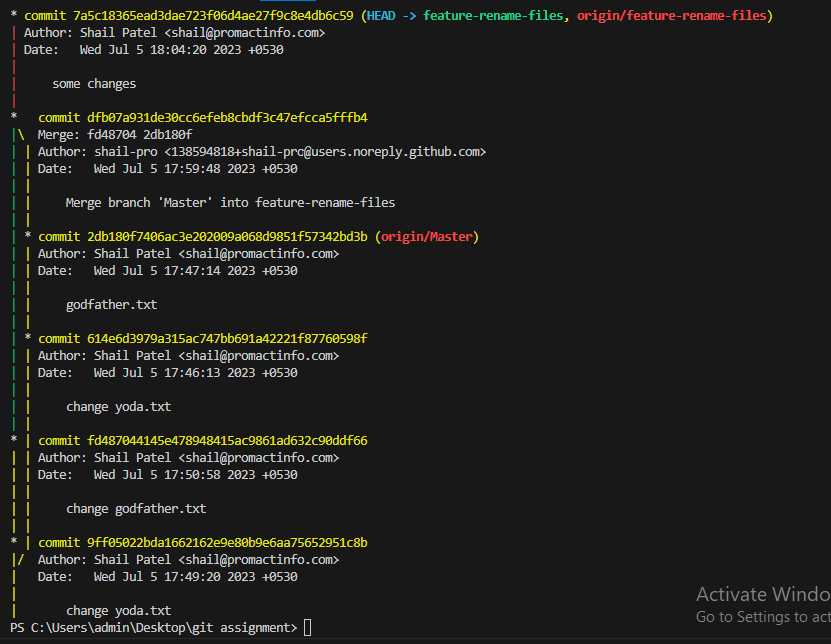 * commit 7a5c18365ead3dae723f06d4ae27f9c8e4db6c59 (HEAD -> feature-rename-files, origin/feature-rename-files)
| Author: Shail Patel <shail@promactinfo.com>
| Date:   Wed Jul 5 18:04:20 2023 +0530
|
|     some changes
|
*   commit dfb07a931de30cc6efeb8cbdf3c47efcca5fffb4
|\  Merge: fd48704 2db180f
| | Author: shail-pro <138594818+shail-pro@users.noreply.github.com>
| | Date:   Wed Jul 5 17:59:48 2023 +0530
| |
| |     Merge branch 'Master' into feature-rename-files
| |
| * commit 2db180f7406ac3e202009a068d9851f57342bd3b (origin/Master)
| | Author: Shail Patel <shail@promactinfo.com>
| | Date:   Wed Jul 5 17:47:14 2023 +0530
| |
| |     godfather.txt
| |
| * commit 614e6d3979a315ac747bb691a42221f87760598f
| | Author: Shail Patel <shail@promactinfo.com>
| | Date:   Wed Jul 5 17:46:13 2023 +0530
| |
| |     change yoda.txt
| |
* | commit fd487044145e478948415ac9861ad632c90ddf66
| | Author: Shail Patel <shail@promactinfo.com>
| | Date:   Wed Jul 5 17:50:58 2023 +0530
| |
| |     change godfather.txt
| |
* | commit 9ff05022bda1662162e9e80b9e6aa75652951c8b
|/  Author: Shail Patel <shail@promactinfo.com>
|   Date:   Wed Jul 5 17:49:20 2023 +0530
|
|       change yoda.txt
PS C:\Users\admin\Desktop\git assignment>
Activate Windo
Go to Settings to act